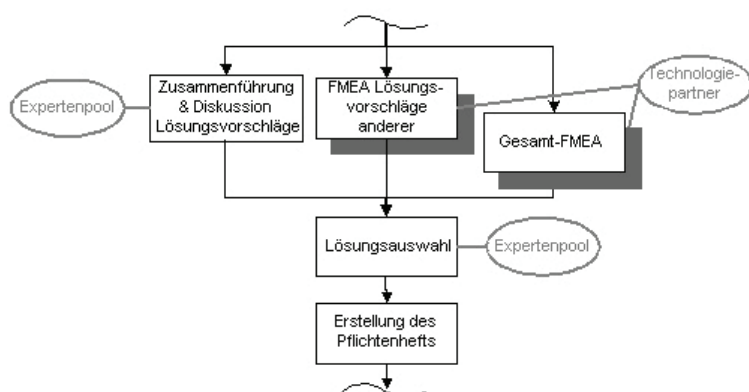 Zusammenführung
& Diskussion
Lösungsvorschläge
FMEA Lösungs-
vorschläge
anderer
Technologie-
partner
Expertenpool
Gesamt-FMEA
Lösungsauswahl
Expertenpool
Erstellung des
Pflichtenhefts